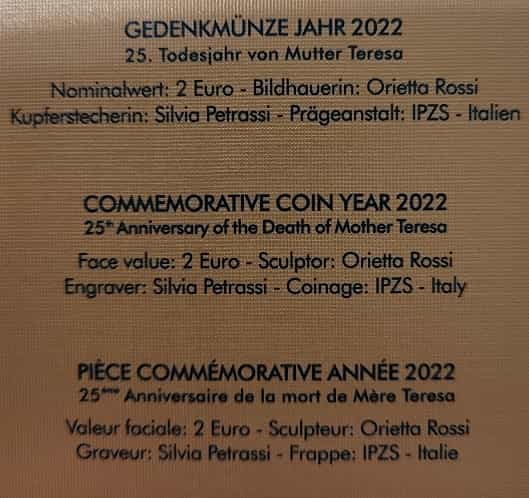 GEDENKMÜNZE JAHR 2022
25. Todesjahr von Mutter Teresa
Nominalwert: 2 Euro - Bildhauerin: Orietta Rossi
Kupferstecherin: Silvia Petrassi - Prägeanstalt: IPZS - Italien
COMMEMORATIVE COIN YEAR 2022
25th Anniversary of the Death of Mother Teresa
Face value: 2 Euro - Sculptor: Orietta Rossi
Engraver: Silvia Petrassi - Coinage: IPZS - Italy
PIÈCE COMMÉMORATIVE ANNÉE 2022
25ème Anniversaire de la mort de Mère Teresa
Valeur faciale: 2 Euro - Sculpteur: Orietta Rossi
Graveur: Silvia Petrassi - Frappe: IPZS - Italie